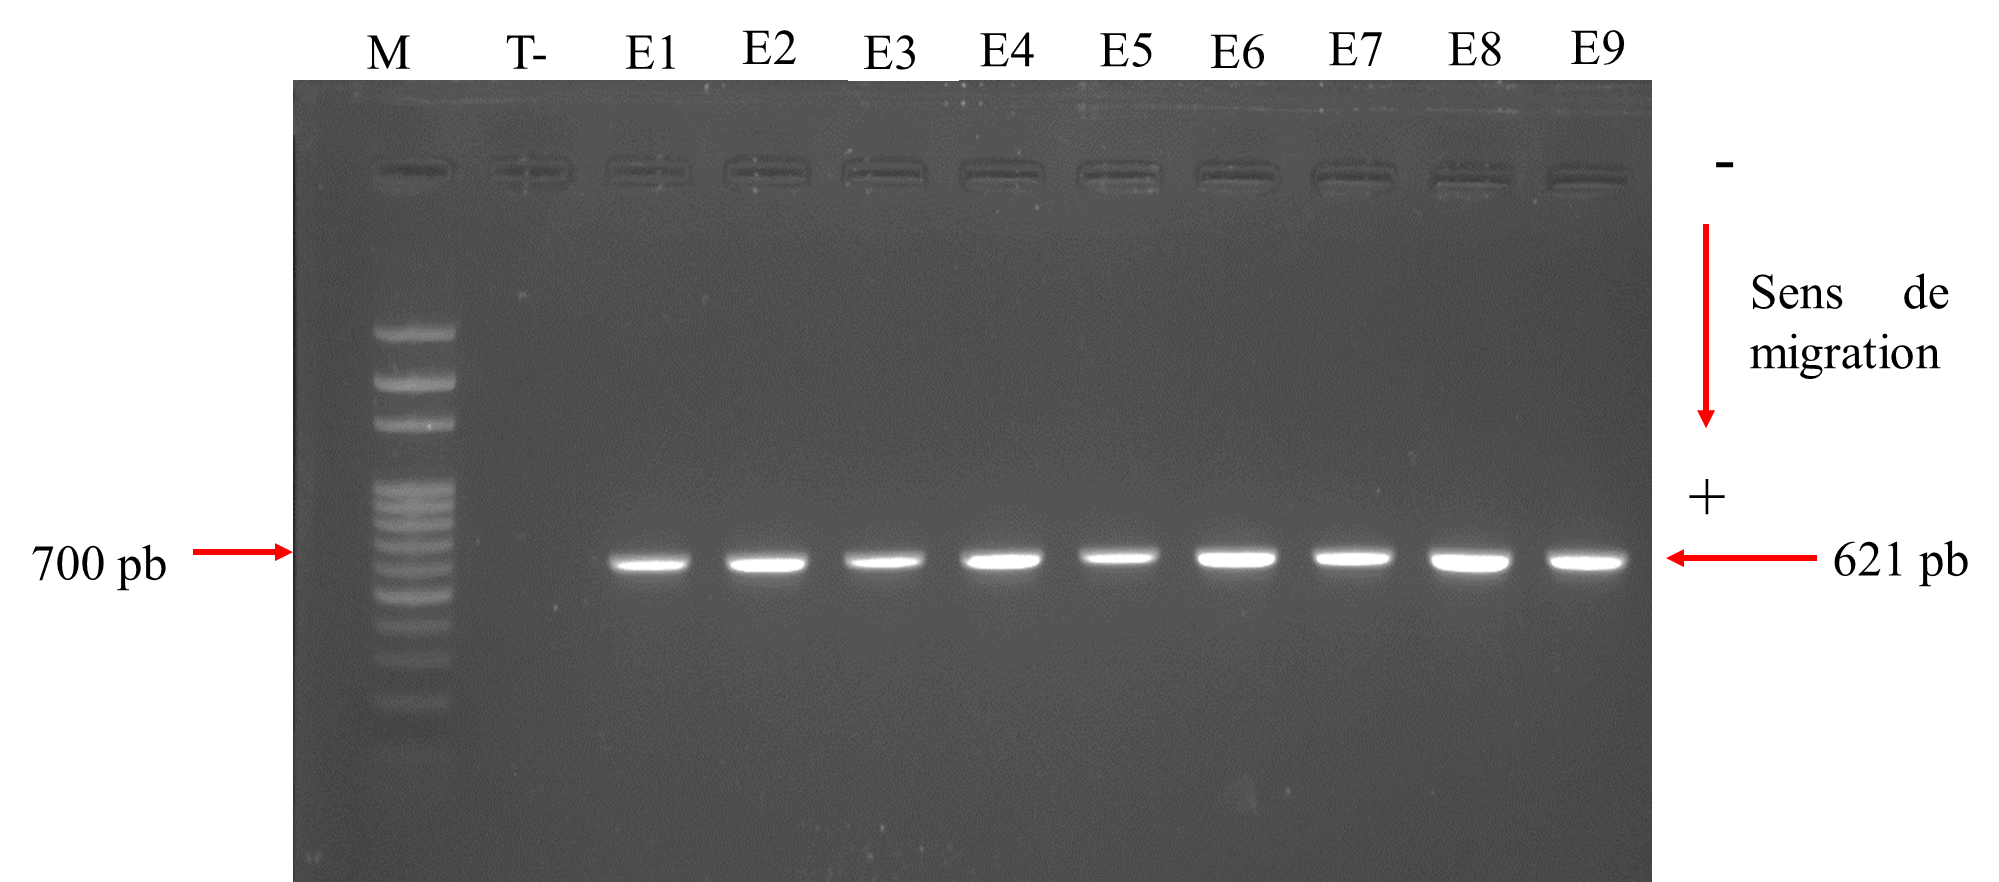 M T- E1 E2 E3 E4 E5 E6 E7 E8 E9
-
Sens de
migration
+
700 pb
621 pb